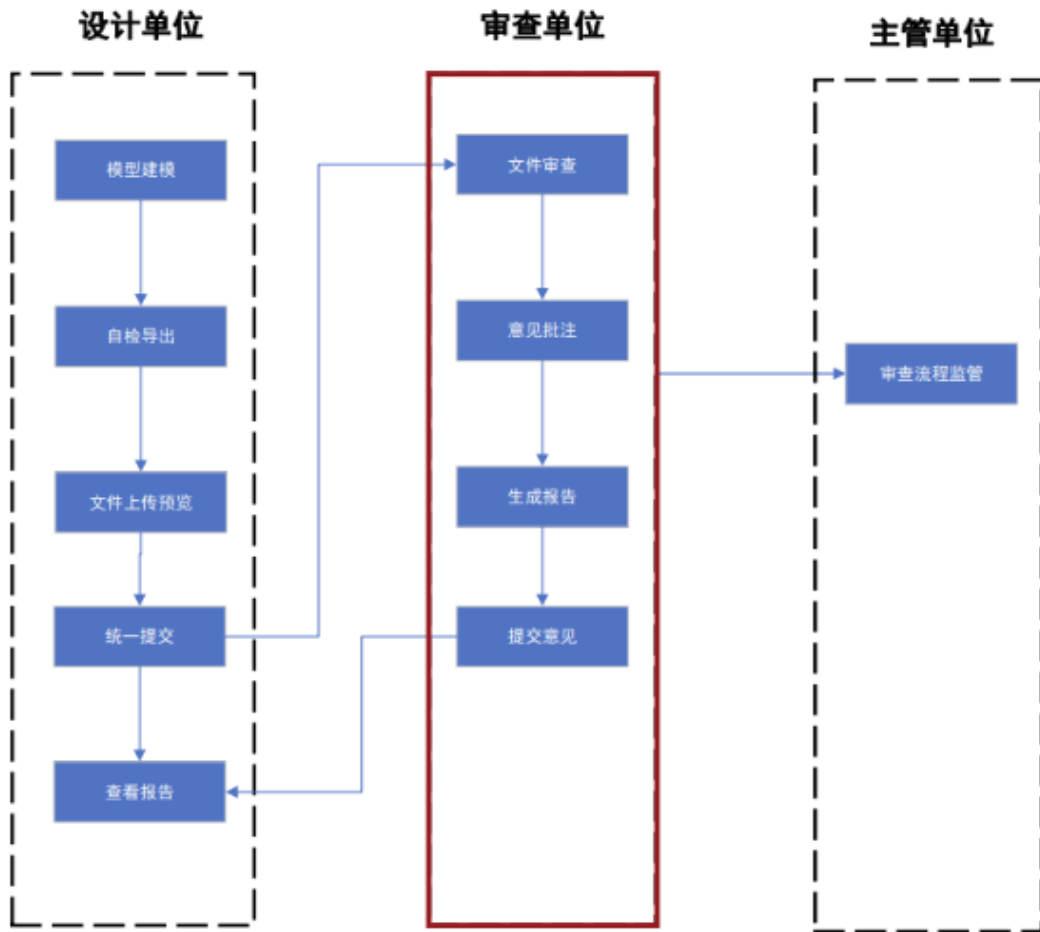 设计单位
审查单位
主管单位
模型建模
自检导出
文件上传预览
统一提交
查看报告
文件审查
意见批注
生成报告
提交意见
审查流程监管